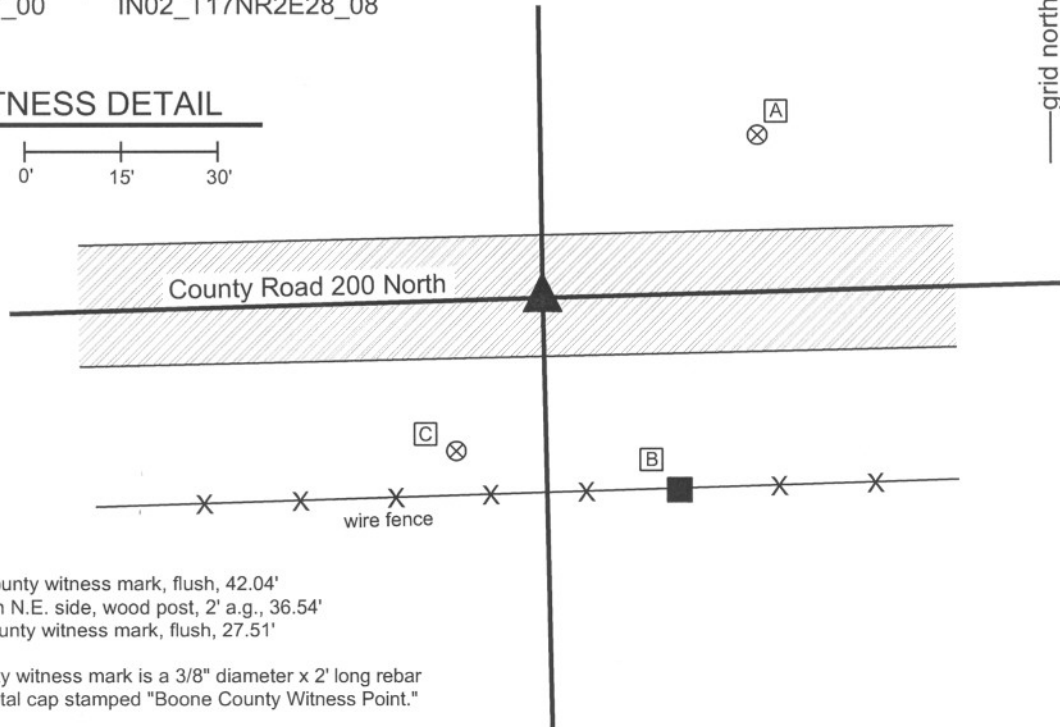 _00 IN02_T17NR2E28_08
TNESS DETAIL
0' 15' 30'
grid north
A
County Road 200 North
C
B
X X X X X X X
wire fence
ounty witness mark, flush, 42.04'
n N.E. side, wood post, 2' a.g., 36.54'
unty witness mark, flush, 27.51'
ty witness mark is a 3/8" diameter x 2' long rebar
tal cap stamped "Boone County Witness Point."